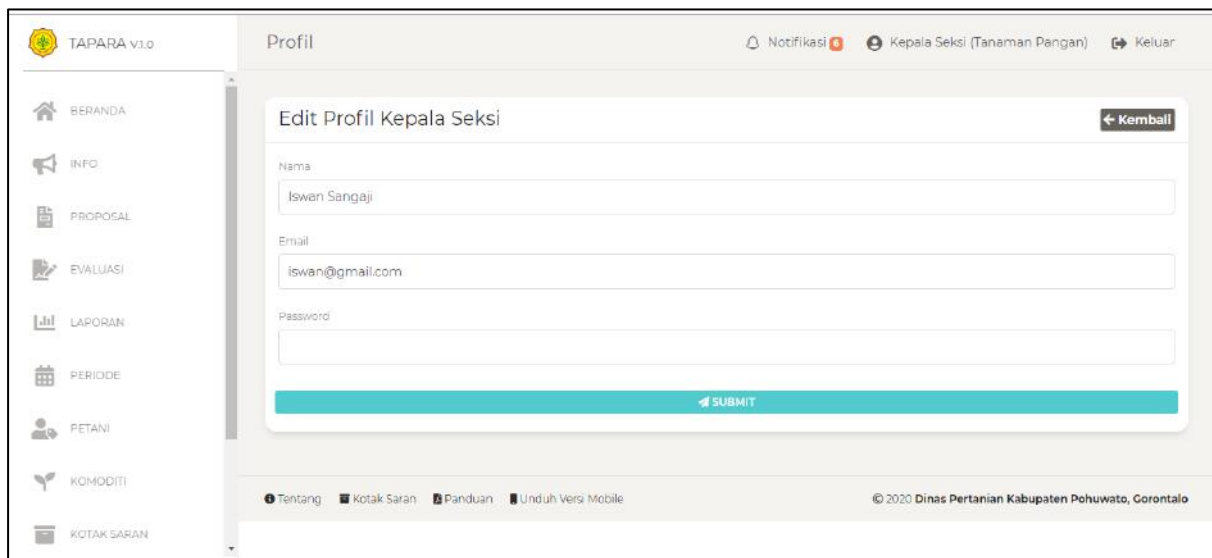 TAPARA V.1.0
Profil
Notifikasi 6
Kepala Seksi (Tanaman Pangan)
Keluar
BERANDA
INFO
PROPOSAL
EVALUASI
LAPORAN
PERIODE
PETANI
KOMODITI
KOTAK SARAN
Edit Profil Kepala Seksi
Kembali
Nama
Iswan Sangaji
Email
iswan@gmail.com
Password
SUBMIT
Tentang
Kotak Saran
Panduan
Unduh Versi Mobile
© 2020 Dinas Pertanian Kabupaten Pohuwato, Gorontalo